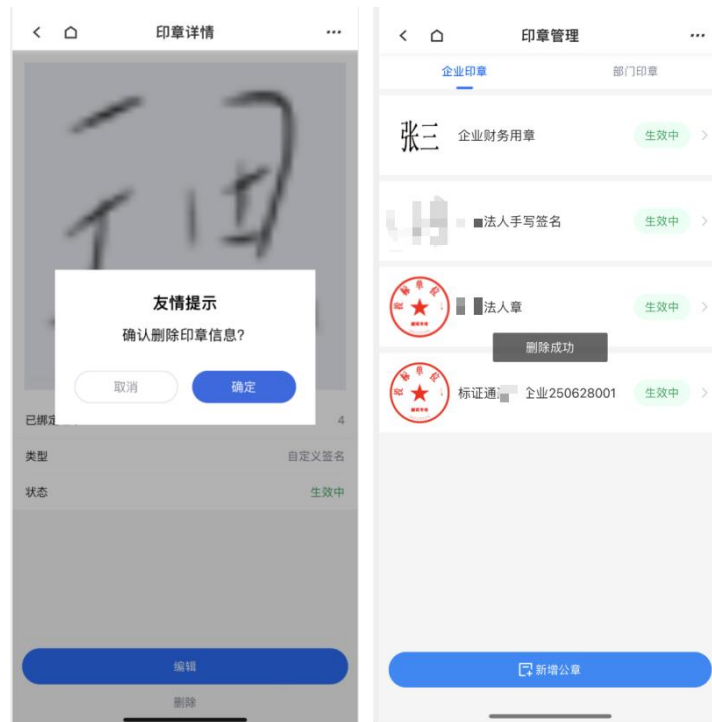 印章详情
友情提示
确认删除印章信息?
取消
确定
已绑定
4
类型
自定义签名
状态
生效中
编辑
删除
印章管理
企业印章
部门印章
张三
企业财务用章
生效中
法人手写签名
生效中
法人章
生效中
删除成功
标证通
企业250628001
生效中
新增公章